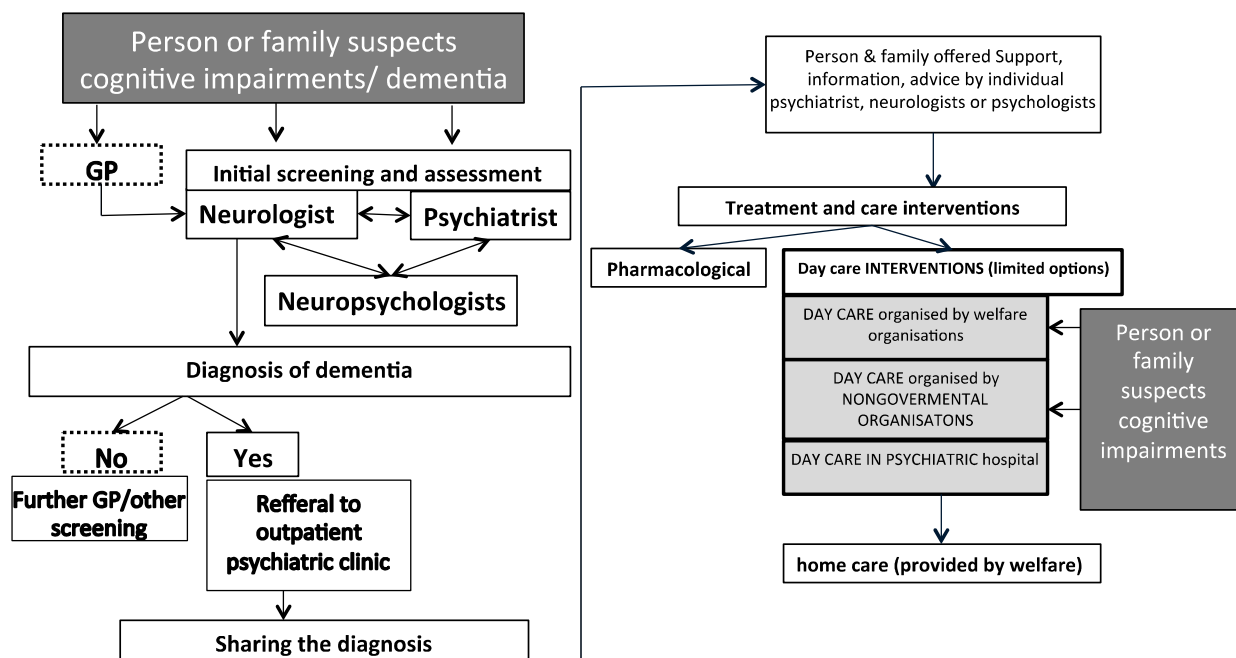 Person or family suspects
cognitive impairments/ dementia
GP
Initial screening and assessment
Neurologist
Psychiatrist
Neuropsychologists
Diagnosis of dementia
No
Yes
Further GP/other
screening
Refferal to
outpatient
psychiatric clinic
Sharing the diagnosis
Person & family offered Support,
information, advice by individual
psychiatrist, neurologists or psychologists
Treatment and care interventions
Pharmacological
Day care INTERVENTIONS (limited options)
DAY CARE organised by welfare
organisations
DAY CARE organised by
NONGOVERMENTAL
ORGANISATONS
DAY CARE IN PSYCHIATRIC hospital
Person or
family
suspects
cognitive
impairments
home care (provided by welfare)